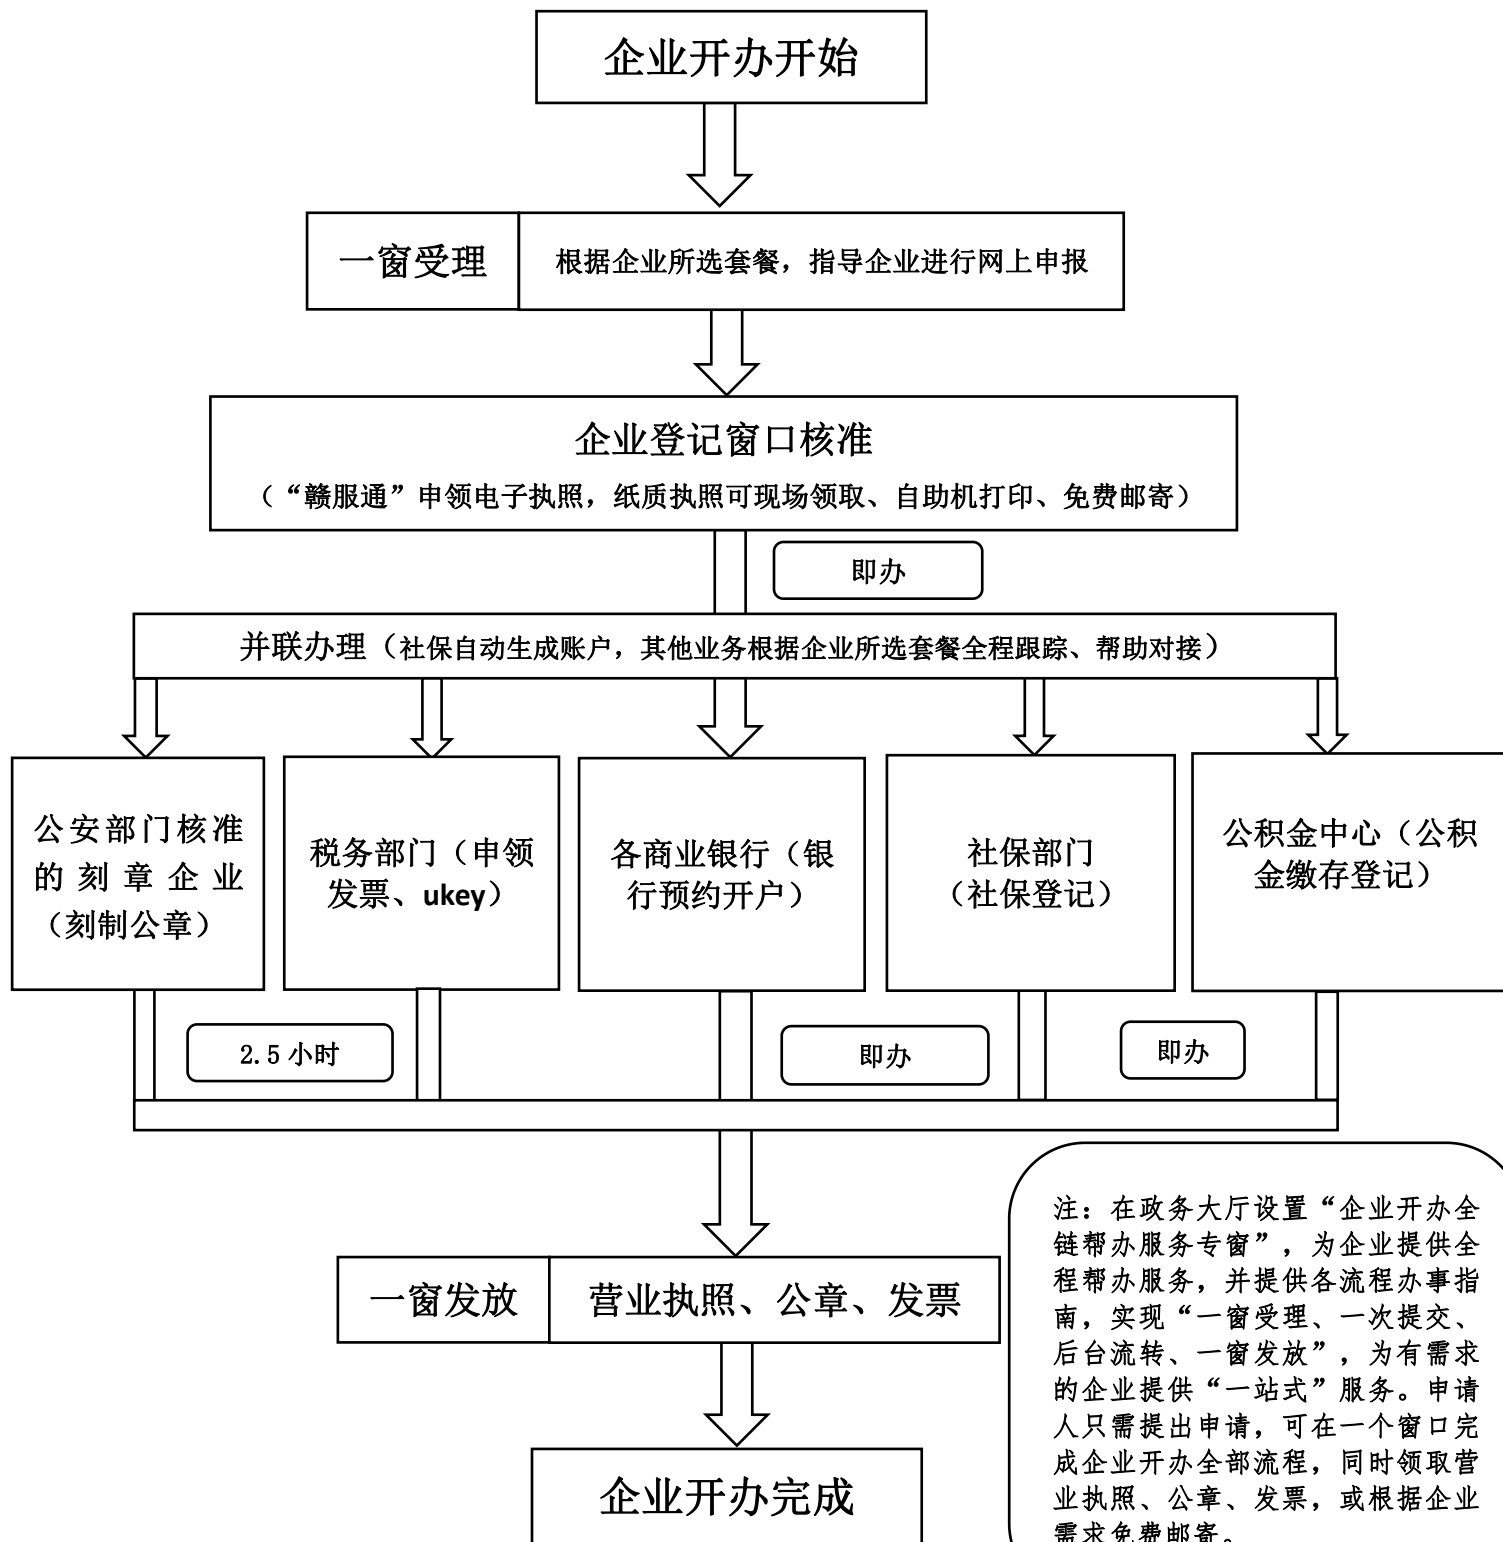 企业开办开始
一窗受理
根据企业所选套餐，指导企业进行网上申报
企业登记窗口核准
（“赣服通”申领电子执照，纸质执照可现场领取、自助机打印、免费邮寄）
即办
并联办理（社保自动生成账户，其他业务根据企业所选套餐全程跟踪、帮助对接）
公安部门核准
的刻章企业
（刻制公章）
税务部门（申领
发票、ukey）
各商业银行（银
行预约开户）
社保部门
（社保登记）
公积金中心（公积
金缴存登记）
2.5小时
即办
即办
一窗发放
营业执照、公章、发票
企业开办完成
注：在政务大厅设置“企业开办全
链帮办服务专窗”，为企业提供全
程帮办服务，并提供各流程办事指
南，实现“一窗受理、一次提交、
后台流转、一窗发放”，为有需求
的企业提供“一站式”服务。申请
人只需提出申请，可在一个窗口完
成企业开办全部流程，同时领取营
业执照、公章、发票，或根据企业
需求免费邮寄。